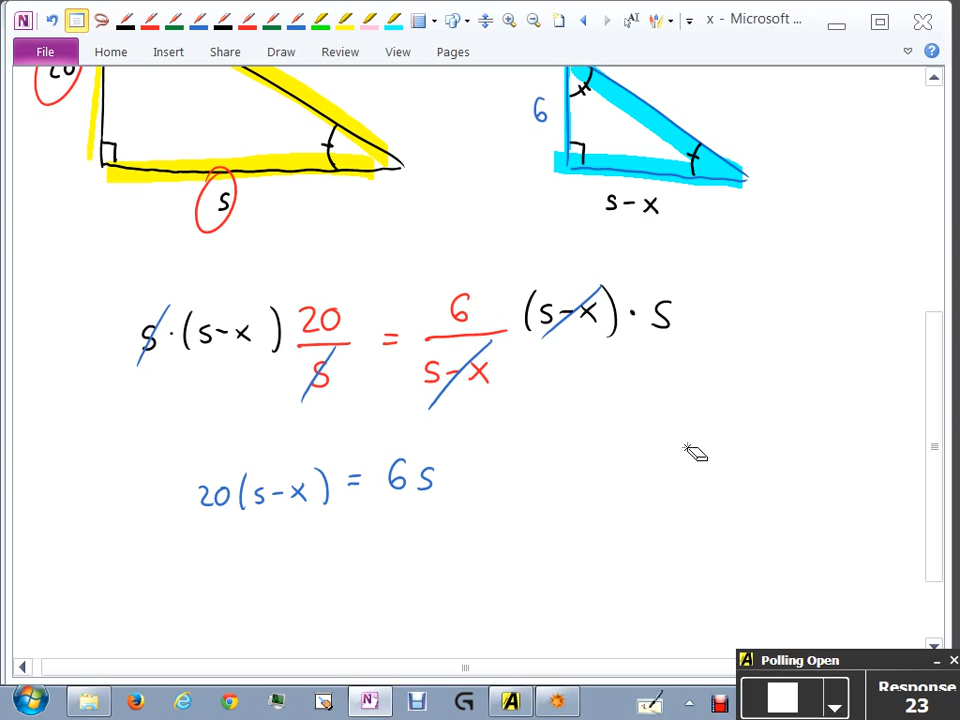 x - Microsoft ...
File Home Insert Share Draw Review View Pages
20
6
s
s - x
s · (s-x) 20/s = 6/(s-x) (s-x) · s
20(s-x) = 6s
Polling Open
Response
23